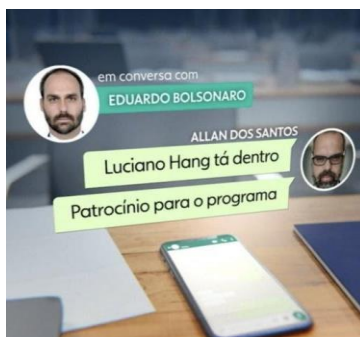 em conversa com
EDUARDO BOLSONARO
ALLAN DOS SANTOS
Luciano Hang tá dentro
Patrocínio para o programa